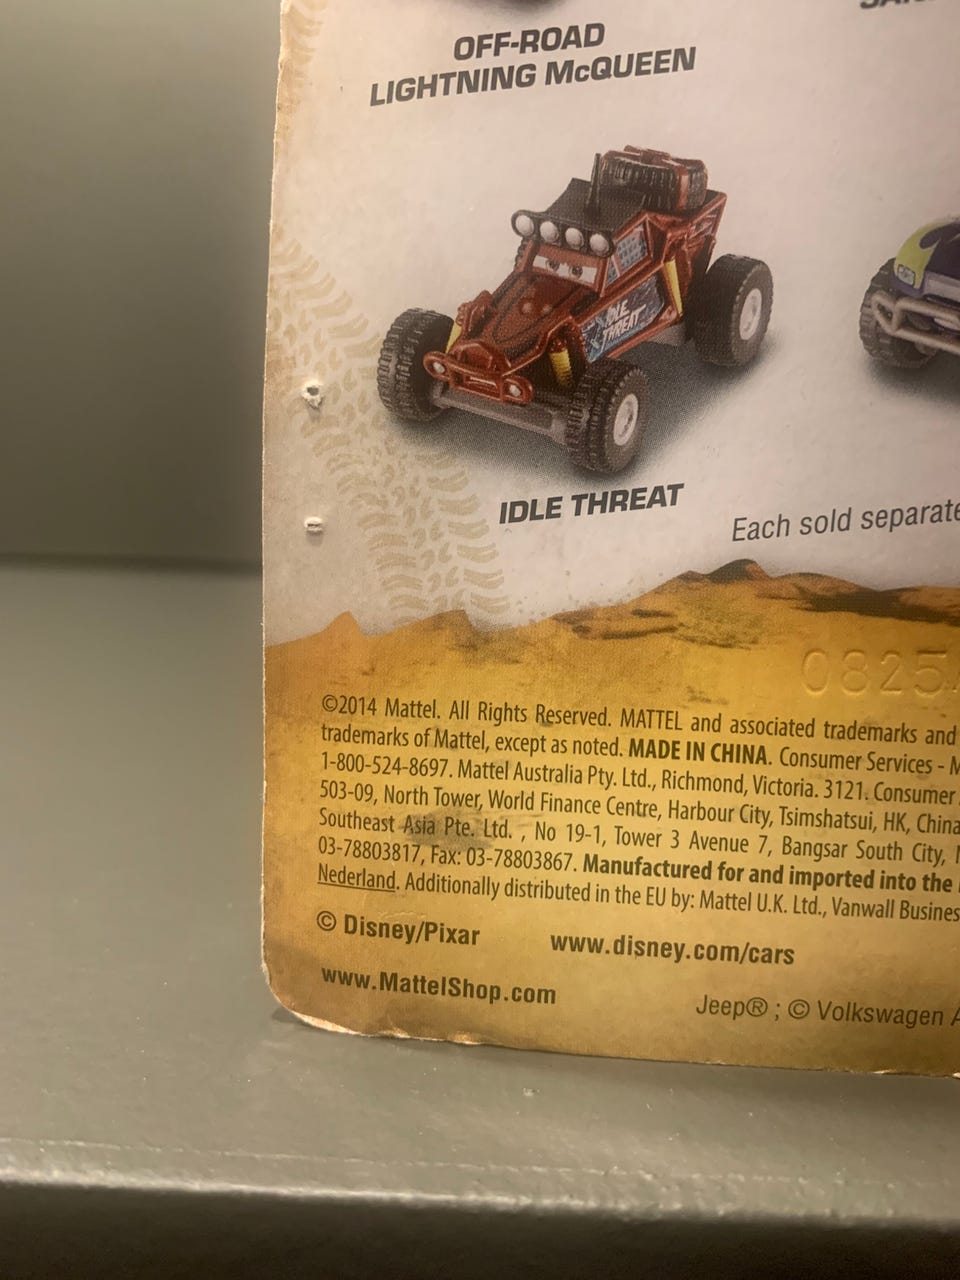 OFF-ROAD
LIGHTNING McQUEEN
IDLE
THREAT
IDLE THREAT
Each sold separate
0825
©2014 Mattel. All Rights Reserved. MATTEL and associated trademarks and
trademarks of Mattel, except as noted. MADE IN CHINA. Consumer Services - M
1-800-524-8697. Mattel Australia Pty. Ltd., Richmond, Victoria. 3121. Consumer
503-09, North Tower, World Finance Centre, Harbour City, Tsimshatsui, HK, China
Southeast Asia Pte. Ltd. , No 19-1, Tower 3 Avenue 7, Bangsar South City,
03-78803817, Fax: 03-78803867. Manufactured for and imported into the
Nederland. Additionally distributed in the EU by: Mattel U.K. Ltd., Vanwall Busines
© Disney/Pixar
www.disney.com/cars
www.MattelShop.com
Jeep® ; © Volkswagen A